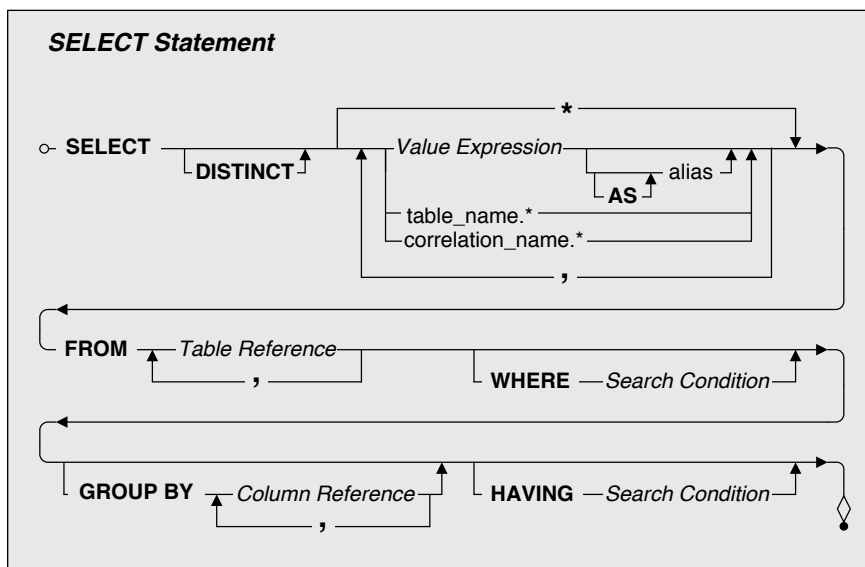 SELECT Statement
*
SELECT Value Expression
DISTINCT AS alias
table_name.*
correlation_name.*
,
FROM Table Reference
, WHERE Search Condition
GROUP BY Column Reference HAVING Search Condition
,